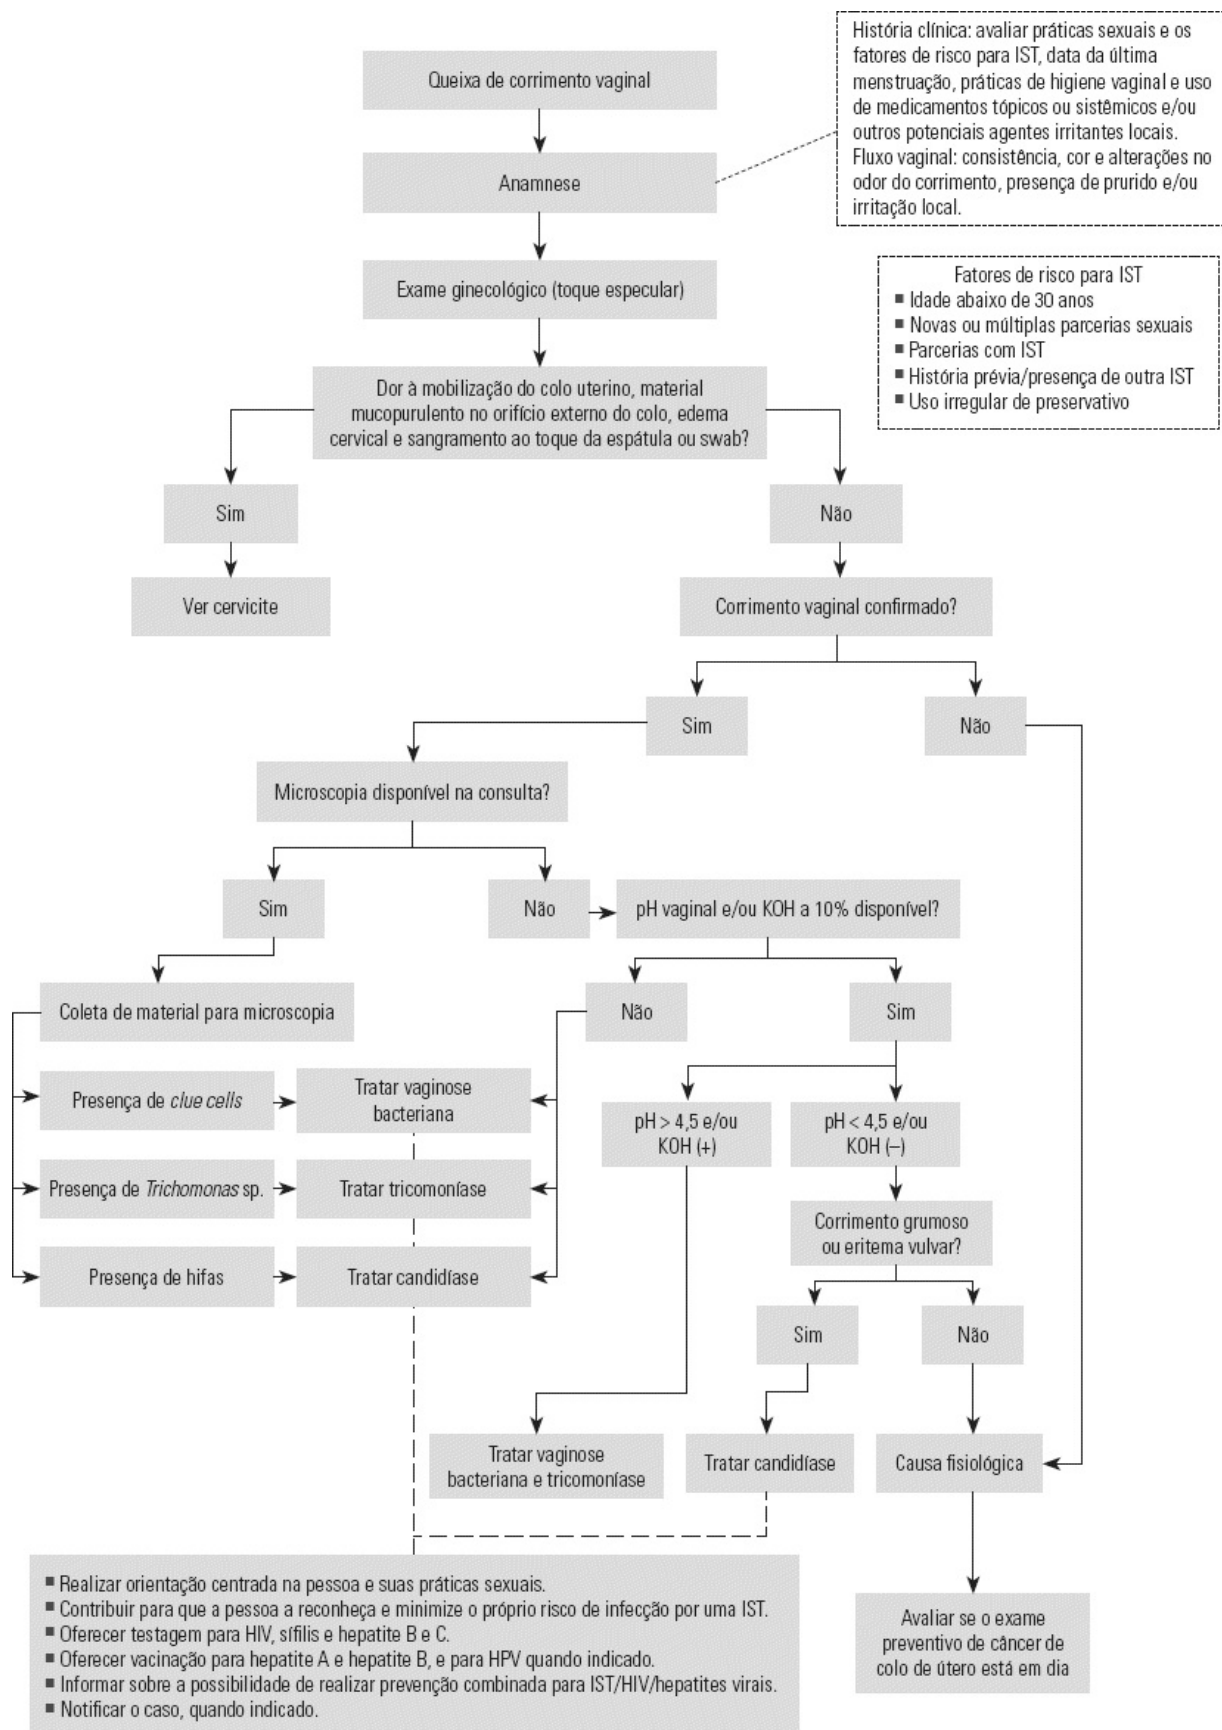 História clínica: avaliar práticas sexuais e os
fatores de risco para IST, data da última
menstruação, práticas de higiene vaginal e uso
de medicamentos tópicos ou sistêmicos e/ou
outros potenciais agentes irritantes locais.
Fluxo vaginal: consistência, cor e alterações no
odor do corrimento, presença de prurido e/ou
irritação local.
Queixa de corrimento vaginal
Anamnese
Exame ginecológico (toque especular)
Fatores de risco para IST
■ Idade abaixo de 30 anos
■ Novas ou múltiplas parcerias sexuais
■ Parcerias com IST
■ História prévia/presença de outra IST
■ Uso irregular de preservativo
Dor à mobilização do colo uterino, material
mucopurulento no orifício externo do colo, edema
cervical e sangramento ao toque da espátula ou swab?
Sim
Não
Ver cervicite
Corrimento vaginal confirmado?
Sim
Não
Microscopia disponível na consulta?
Sim
Não
pH vaginal e/ou KOH a 10% disponível?
Coleta de material para microscopia
Não
Sim
Presença de clue cells
Tratar vaginose
bacteriana
pH > 4,5 e/ou
KOH (+)
pH < 4,5 e/ou
KOH (–)
Presença de Trichomonas sp.
Tratar tricomoníase
Corrimento grumoso
ou eritema vulvar?
Presença de hifas
Tratar candidíase
Sim
Não
Tratar vaginose
bacteriana e tricomoníase
Tratar candidíase
Causa fisiológica
■ Realizar orientação centrada na pessoa e suas práticas sexuais.
■ Contribuir para que a pessoa a reconheça e minimize o próprio risco de infecção por uma IST.
■ Oferecer testagem para HIV, sífilis e hepatite B e C.
■ Oferecer vacinação para hepatite A e hepatite B, e para HPV quando indicado.
■ Informar sobre a possibilidade de realizar prevenção combinada para IST/HIV/hepatites virais.
■ Notificar o caso, quando indicado.
Avaliar se o exame
preventivo de câncer de
colo de útero está em dia